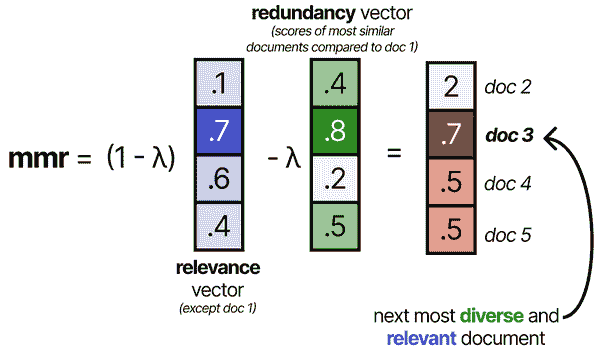 redundancy vector
(scores of most similar
documents compared to doc 1)
mmr = (1 - λ)
.1
.7
.6
.4
- λ
.4
.8
.2
.5
=
2
.7
.5
.5
doc 2
doc 3
doc 4
doc 5
relevance
vector
(except doc 1)
next most diverse and
relevant document